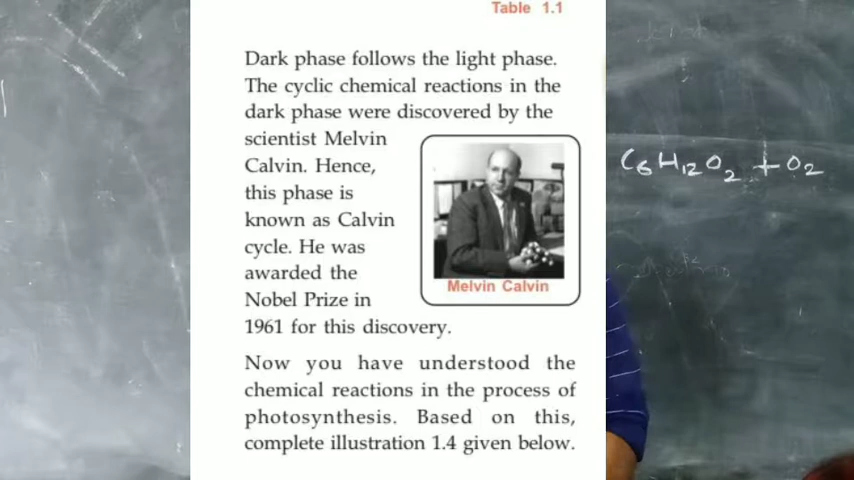 Table 1.1
Dark phase follows the light phase.
The cyclic chemical reactions in the
dark phase were discovered by the
scientist Melvin
Calvin. Hence,
this phase is
known as Calvin
cycle. He was
awarded the
Nobel Prize in
1961 for this discovery.
Melvin Calvin
Now you have understood the
chemical reactions in the process of
photosynthesis. Based on this,
complete illustration 1.4 given below.
C6H12O2 + O2